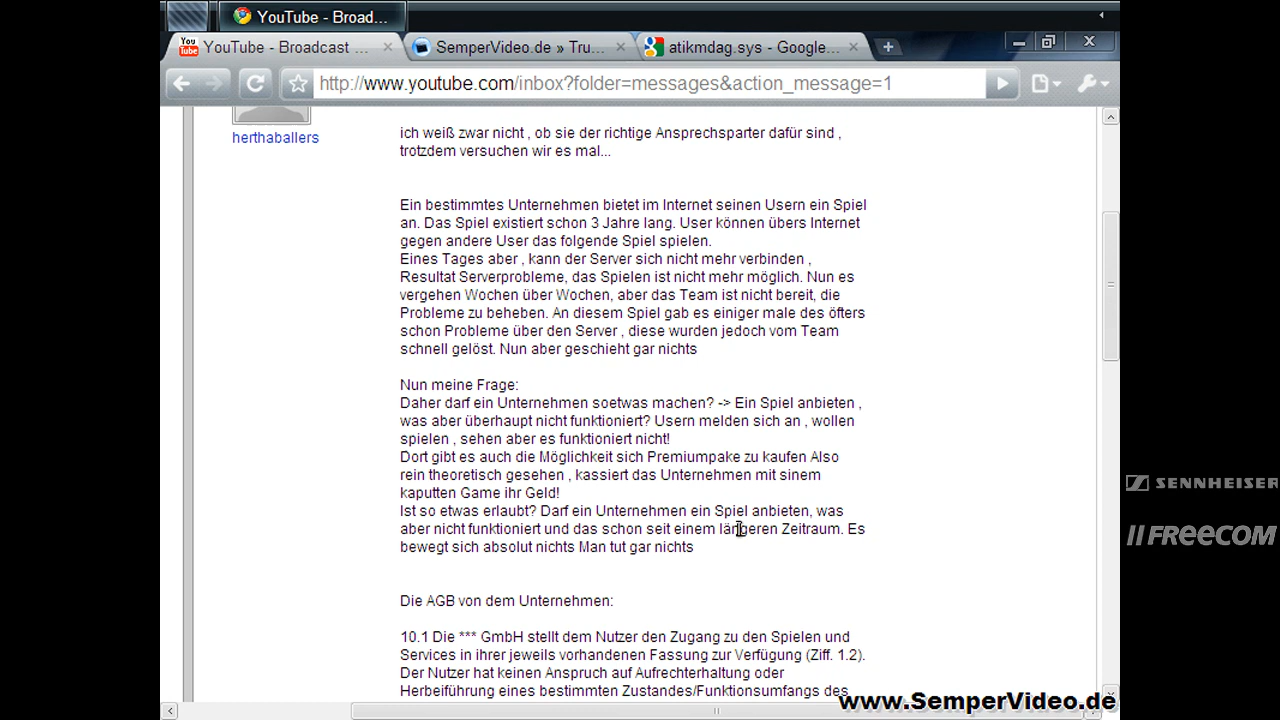 YouTube - Broad...
YouTube - Broadcast ...
SemperVideo.de » Tru...
atikmdag.sys - Google...
http://www.youtube.com/inbox?folder=messages&action_message=1
herthaballers
ich weiß zwar nicht , ob sie der richtige Ansprechsparter dafür sind ,
trotzdem versuchen wir es mal...
Ein bestimmtes Unternehmen bietet im Internet seinen Usern ein Spiel
an. Das Spiel existiert schon 3 Jahre lang. User können übers Internet
gegen andere User das folgende Spiel spielen.
Eines Tages aber , kann der Server sich nicht mehr verbinden ,
Resultat Serverprobleme, das Spielen ist nicht mehr möglich. Nun es
vergehen Wochen über Wochen, aber das Team ist nicht bereit, die
Probleme zu beheben. An diesem Spiel gab es einiger male des öfters
schon Probleme über den Server , diese wurden jedoch vom Team
schnell gelöst. Nun aber geschieht gar nichts
Nun meine Frage:
Daher darf ein Unternehmen soetwas machen? -> Ein Spiel anbieten ,
was aber überhaupt nicht funktioniert? Usern melden sich an , wollen
spielen , sehen aber es funktioniert nicht!
Dort gibt es auch die Möglichkeit sich Premiumpake zu kaufen Also
rein theoretisch gesehen , kassiert das Unternehmen mit sinem
kaputten Game ihr Geld!
Ist so etwas erlaubt? Darf ein Unternehmen ein Spiel anbieten, was
aber nicht funktioniert und das schon seit einem längeren Zeitraum. Es
bewegt sich absolut nichts Man tut gar nichts
Die AGB von dem Unternehmen:
10.1 Die *** GmbH stellt dem Nutzer den Zugang zu den Spielen und
Services in ihrer jeweils vorhandenen Fassung zur Verfügung (Ziff. 1.2).
Der Nutzer hat keinen Anspruch auf Aufrechterhaltung oder
Herbeiführung eines bestimmten Zustandes/Funktionsumfangs des
SENNHEISER
FREECOM
www.SemperVideo.de